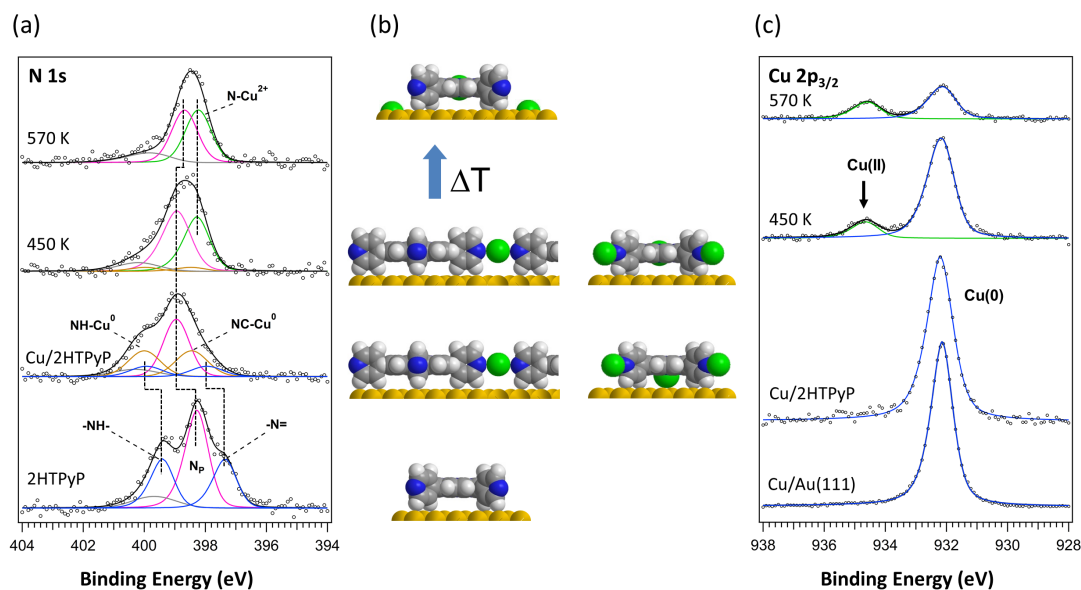 (a)
(b)
(c)
N 1s
N-Cu²⁺
570 K
450 K
NH-Cu⁰
NC-Cu⁰
Cu/2HTPyP
-NH-
-N=
N_P
2HTPyP
404 402 400 398 396 394
Binding Energy (eV)
ΔT
Cu 2p₃/₂
570 K
Cu(II)
450 K
Cu(0)
Cu/2HTPyP
Cu/Au(111)
938 936 934 932 930 928
Binding Energy (eV)